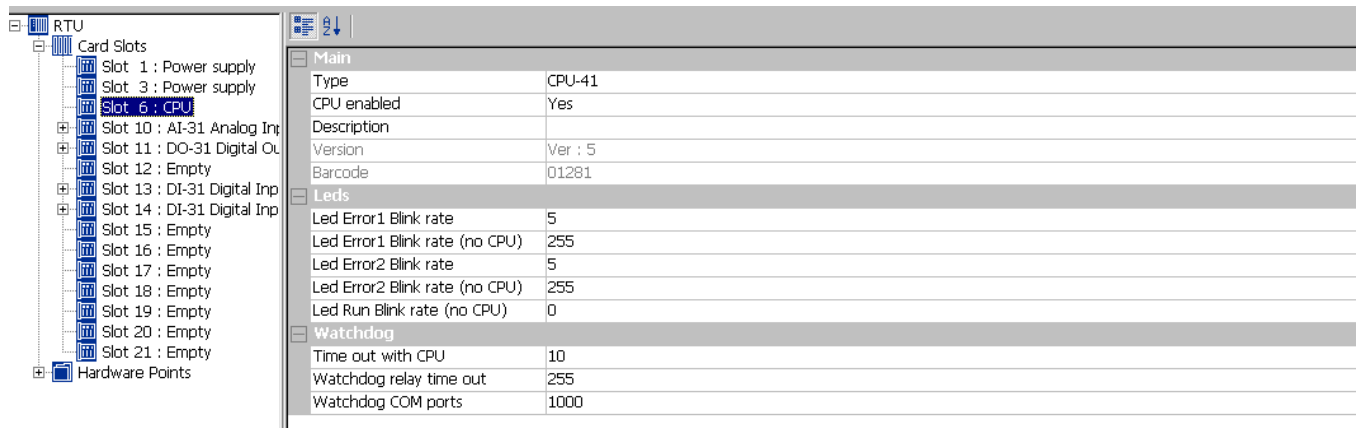 RTU
Card Slots
Slot 1 : Power supply
Slot 3 : Power supply
Slot 6 : CPU
Slot 10 : AI-31 Analog Inp
Slot 11 : DO-31 Digital Ou
Slot 12 : Empty
Slot 13 : DI-31 Digital Inp
Slot 14 : DI-31 Digital Inp
Slot 15 : Empty
Slot 16 : Empty
Slot 17 : Empty
Slot 18 : Empty
Slot 19 : Empty
Slot 20 : Empty
Slot 21 : Empty
Hardware Points
Main
Type CPU-41
CPU enabled Yes
Description
Version Ver : 5
Barcode 01281
Leds
Led Error1 Blink rate 5
Led Error1 Blink rate (no CPU) 255
Led Error2 Blink rate 5
Led Error2 Blink rate (no CPU) 255
Led Run Blink rate (no CPU) 0
Watchdog
Time out with CPU 10
Watchdog relay time out 255
Watchdog COM ports 1000